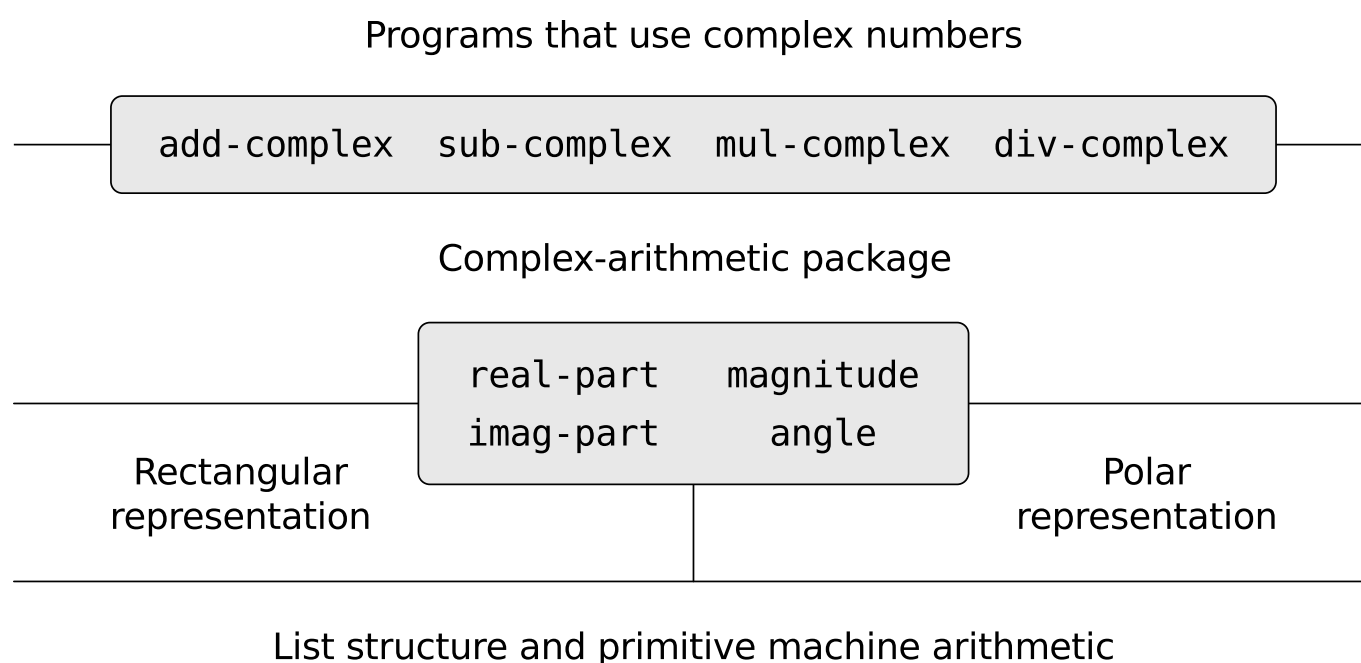 Programs that use complex numbers
add-complex sub-complex mul-complex div-complex
Complex-arithmetic package
real-part magnitude
imag-part angle
Rectangular
representation
Polar
representation
List structure and primitive machine arithmetic